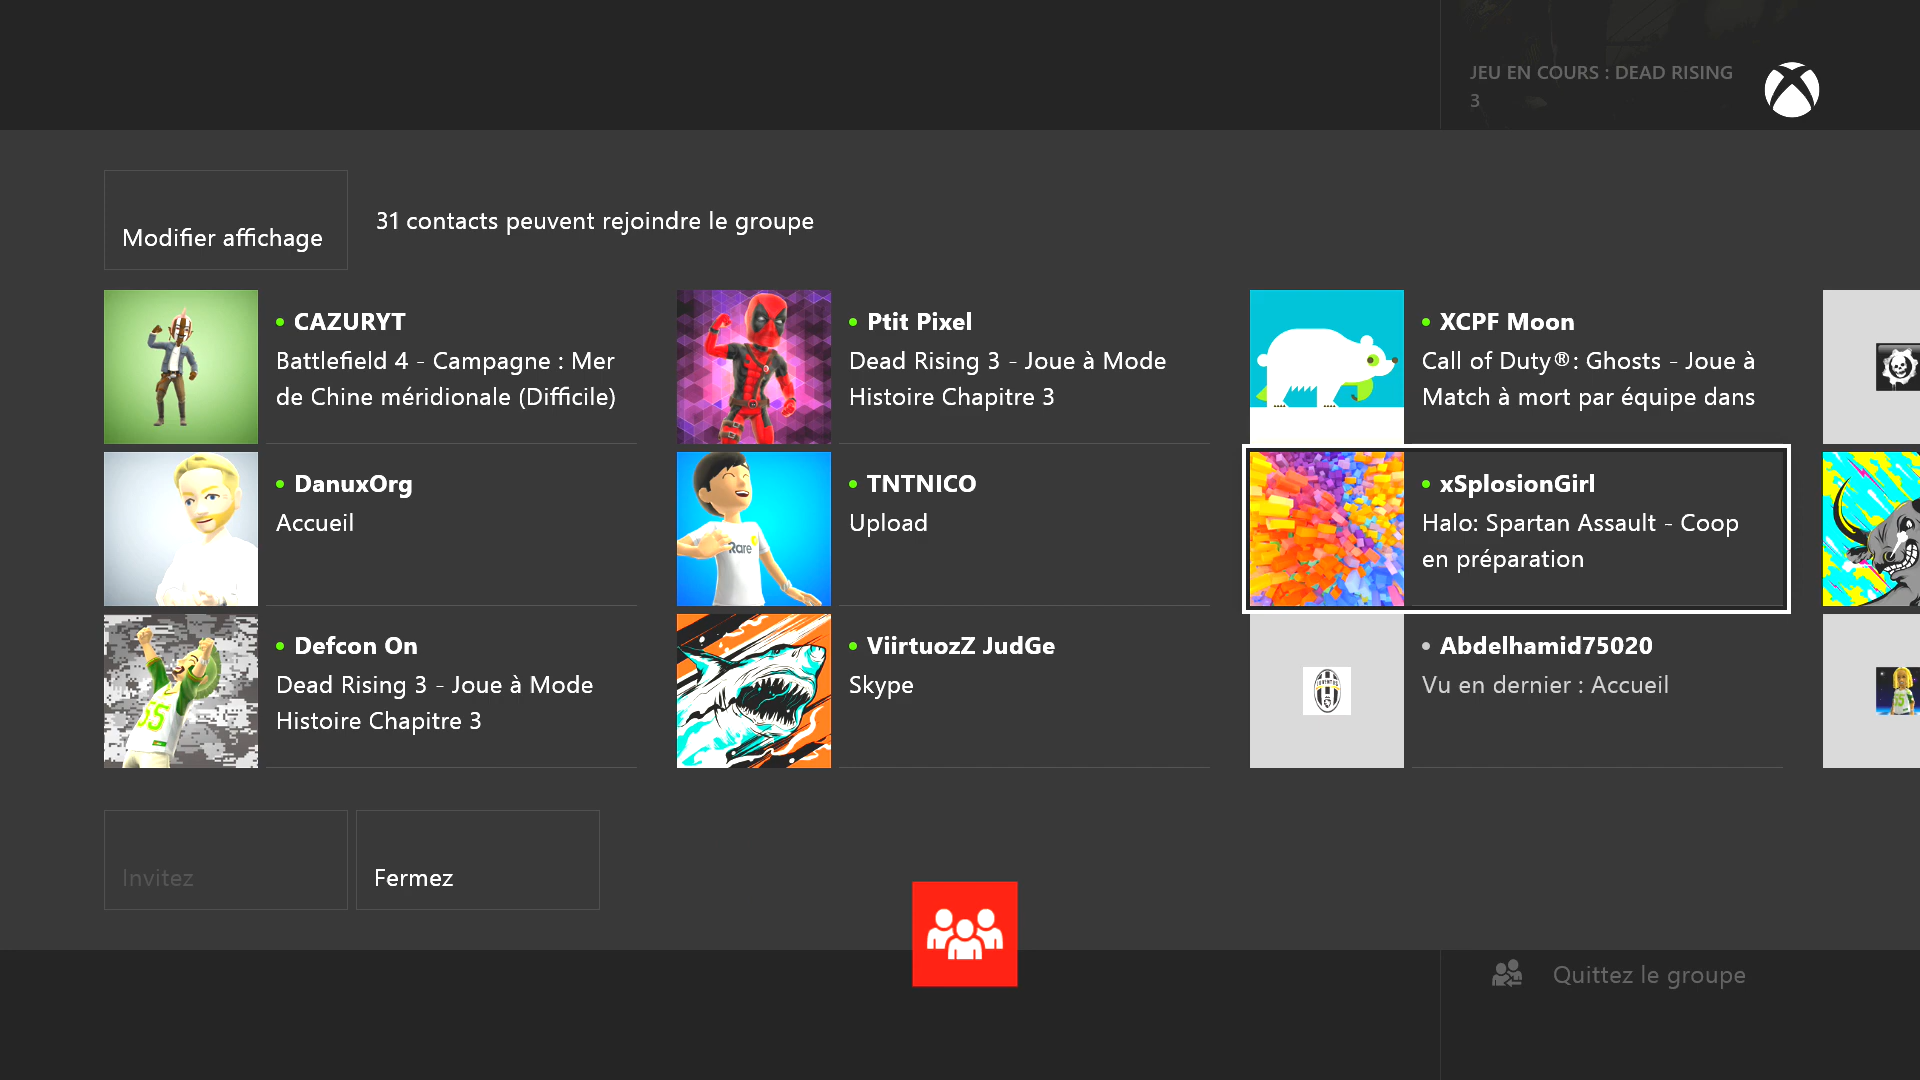 JEU EN COURS : DEAD RISING
3
Modifier affichage
31 contacts peuvent rejoindre le groupe
CAZURYT
Battlefield 4 - Campagne : Mer
de Chine méridionale (Difficile)
Ptit Pixel
Dead Rising 3 - Joue à Mode
Histoire Chapitre 3
XCPF Moon
Call of Duty®: Ghosts - Joue à
Match à mort par équipe dans
DanuxOrg
Accueil
Rare
TNTNICO
Upload
xSplosionGirl
Halo: Spartan Assault - Coop
en préparation
55
Defcon On
Dead Rising 3 - Joue à Mode
Histoire Chapitre 3
ViirtuozZ JudGe
Skype
JUVENTUS
Abdelhamid75020
Vu en dernier : Accueil
Invitez
Fermez
Quittez le groupe